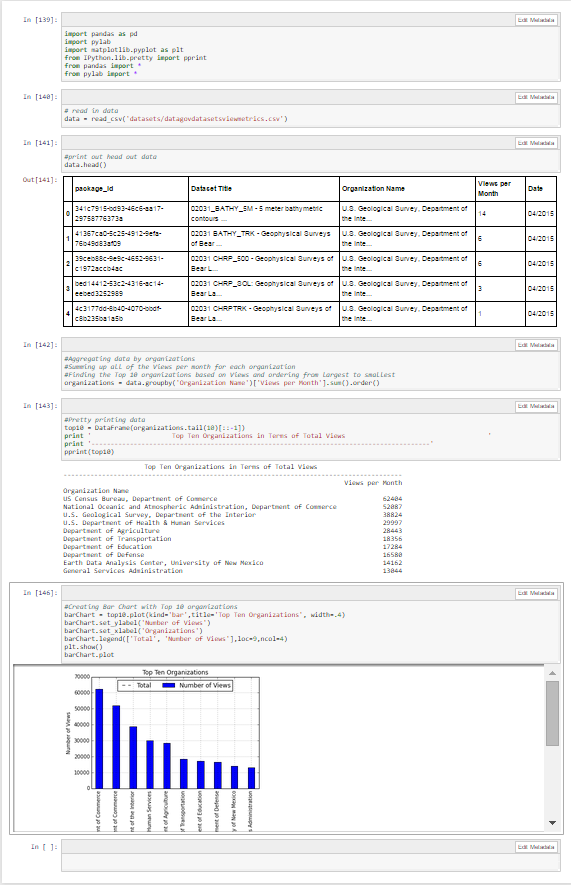 In [139]:
Edit Metadata
import pandas as pd
import pylab
import matplotlib.pyplot as plt
from IPython.lib.pretty import pprint
from pandas import *
from pylab import *
In [140]:
Edit Metadata
# read in data
data = read_csv('datasets/datagovdatasetsviewmetrics.csv')
In [141]:
Edit Metadata
#print out head out data
data.head()
Out[141]:
package_id Dataset Title Organization Name Views per Month Date
0 341c7915-bd93-46c6-aa17-29758776373a 02031_BATHY_5M - 5 meter bathymetric contours ... U.S. Geological Survey, Department of the Inte... 14 04/2015
1 41367ca0-5c25-4912-9efa-76b49d83af09 02031 BATHY_TRK - Geophysical Surveys of Bear ... U.S. Geological Survey, Department of the Inte... 6 04/2015
2 39ceb88c-9e9c-4652-9631-c1972accb4ac 02031 CHRP_500 - Geophysical Surveys of Bear L... U.S. Geological Survey, Department of the Inte... 6 04/2015
3 bed14412-53c2-4316-ac14-eebed3252989 02031 CHRP_SOL: Geophysical Surveys of Bear La... U.S. Geological Survey, Department of the Inte... 3 04/2015
4 4c3177dd-8b40-4070-bbdf-c8b235ba1a5b 02031 CHRPTRK - Geophysical Surveys of Bear La... U.S. Geological Survey, Department of the Inte... 1 04/2015
In [142]:
Edit Metadata
#Aggregating data by organizations
#Summing up all of the Views per month for each organization
#Finding the Top 10 organizations based on Views and ordering from largest to smallest
organizations = data.groupby('Organization Name')['Views per Month'].sum().order()
In [143]:
Edit Metadata
#Pretty printing data
top10 = DataFrame(organizations.tail(10)[::-1])
print ' Top Ten Organizations in Terms of Total Views '
print '--------------------------------------------------------------------------------'
pprint(top10)
Top Ten Organizations in Terms of Total Views
--------------------------------------------------------------------------------
Views per Month
Organization Name
US Census Bureau, Department of Commerce 62404
National Oceanic and Atmospheric Administration, Department of Commerce 52087
U.S. Geological Survey, Department of the Interior 38824
U.S. Department of Health & Human Services 29997
Department of Agriculture 28443
Department of Transportation 18356
Department of Education 17284
Department of Defense 16580
Earth Data Analysis Center, University of New Mexico 14162
General Services Administration 13044
In [146]:
Edit Metadata
#Creating Bar Chart with Top 10 organizations
barChart = top10.plot(kind='bar',title='Top Ten Organizations', width=.4)
barChart.set_ylabel('Number of Views')
barChart.set_xlabel('Organizations')
barChart.legend(['Total', 'Number of Views'],loc=9,ncol=4)
plt.show()
barChart.plot
Top Ten Organizations
Total Number of Views
Number of Views
70000
60000
50000
40000
30000
20000
10000
0
nt of Commerce
nt of Commerce
t of the Interior
Human Services
t of Agriculture
f Transportation
ent of Education
ment of Defense
y of New Mexico
s Administration
In [ ]:
Edit Metadata